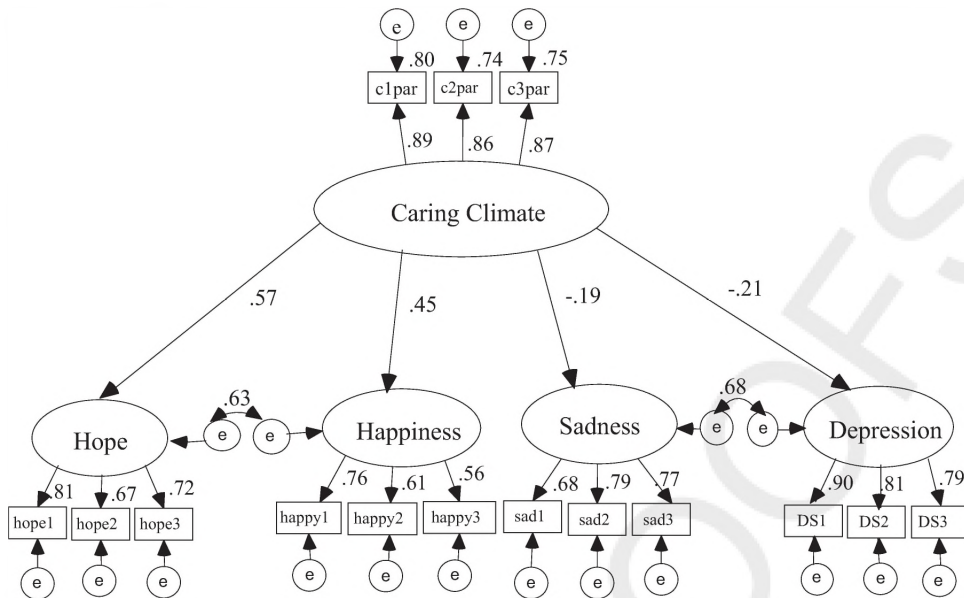 e e e
.80 .74 .75
c1par c2par c3par
.89 .86 .87
Caring Climate
.57 .45 -.19 -.21
.63 .68
Hope e e Happiness Sadness e e Depression
.81 .67 .72 .76 .61 .56 .68 .79 .77 .90 .81 .79
hope1 hope2 hope3 happy1 happy2 happy3 sad1 sad2 sad3 DS1 DS2 DS3
e e e e e e e e e e e e
OOFS